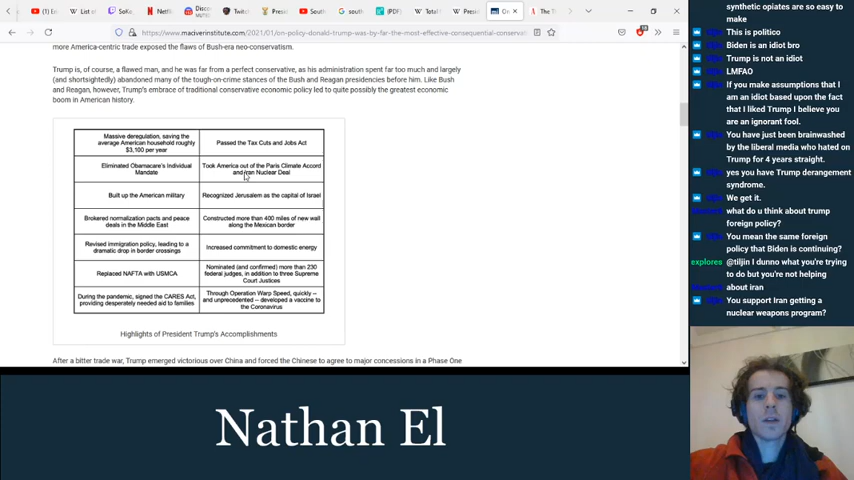 List of
SoKe
Netfli
Disco
Twitch
Presi
South
south
(PDF)
Total
Presi
The T
https://www.maciverinstitute.com/2021/01/on-policy-donald-trump-was-by-far-the-most-effective-consequential-conservat
more America-centric trade exposed the flaws of Bush-era neo-conservatism.
Trump is, of course, a flawed man, and he was far from a perfect conservative, as his administration spent far too much and largely
(and shortsightedly) abandoned many of the tough-on-crime stances of the Bush and Reagan presidencies before him. Like Bush
and Reagan, however, Trump's embrace of traditional conservative economic policy led to quite possibly the greatest economic
boom in American history.
Massive deregulation, saving the
average American household roughly
$3,100 per year
Passed the Tax Cuts and Jobs Act
Eliminated Obamacare's Individual
Mandate
Took America out of the Paris Climate Accord
and Iran Nuclear Deal
Built up the American military
Recognized Jerusalem as the capital of Israel
Brokered normalization pacts and peace
deals in the Middle East
Constructed more than 400 miles of new wall
along the Mexican border
Revised immigration policy, leading to a
dramatic drop in border crossings
Increased commitment to domestic energy
Replaced NAFTA with USMCA
Nominated (and confirmed) more than 230
federal judges, in addition to three Supreme
Court Justices
During the pandemic, signed the CARES Act,
providing desperately needed aid to families
Through Operation Warp Speed, quickly --
and unprecedented -- developed a vaccine to
the Coronavirus
Highlights of President Trump's Accomplishments
After a bitter trade war, Trump emerged victorious over China and forced the Chinese to agree to major concessions in a Phase One
Nathan El
synthetic opiates are so easy to
make
This is politico
Biden is an idiot bro
Trump is not an idiot
LMFAO
If you make assumptions that I
am an idiot based upon the fact
that I liked Trump I believe you
are an ignorant fool.
You have just been brainwashed
by the liberal media who hated on
Trump for 4 years straight.
yes you have Trump derangement
syndrome.
We get it.
what do u think about trump
foreign policy?
You mean the same foreign
policy that Biden is continuing?
explores @tiljin I dunno what you're trying
to do but you're not helping
about iran
You support Iran getting a
nuclear weapons program?